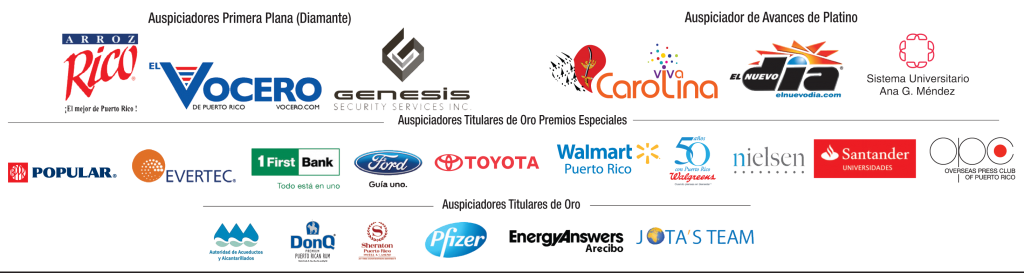 Auspiciadores Primera Plana (Diamante)
Auspiciador de Avances de Platino
ARROZ
Rico
¡El mejor de Puerto Rico!
EL VOCERO
DE PUERTO RICO VOCERO.COM
GENESIS
SECURITY SERVICES INC.
viva
Carolina
EL NUEVO día
elnuevodia.com
Sistema Universitario
Ana G. Méndez
Auspiciadores Titulares de Oro Premios Especiales
POPULAR®
EVERTEC®
1 First Bank
Todo está en uno
Ford
Guía uno.
TOYOTA
Walmart
Puerto Rico
50 años
con Puerto Rico
Walgreens
nielsen
Santander
UNIVERSIDADES
opc
OVERSEAS PRESS CLUB
OF PUERTO RICO
Auspiciadores Titulares de Oro
Autoridad de Acueductos
y Alcantarillados
DonQ
PREMIUM
PUERTO RICAN RUM
Sheraton
Puerto Rico
Pfizer
EnergyAnswers
Arecibo
JOTA'S TEAM